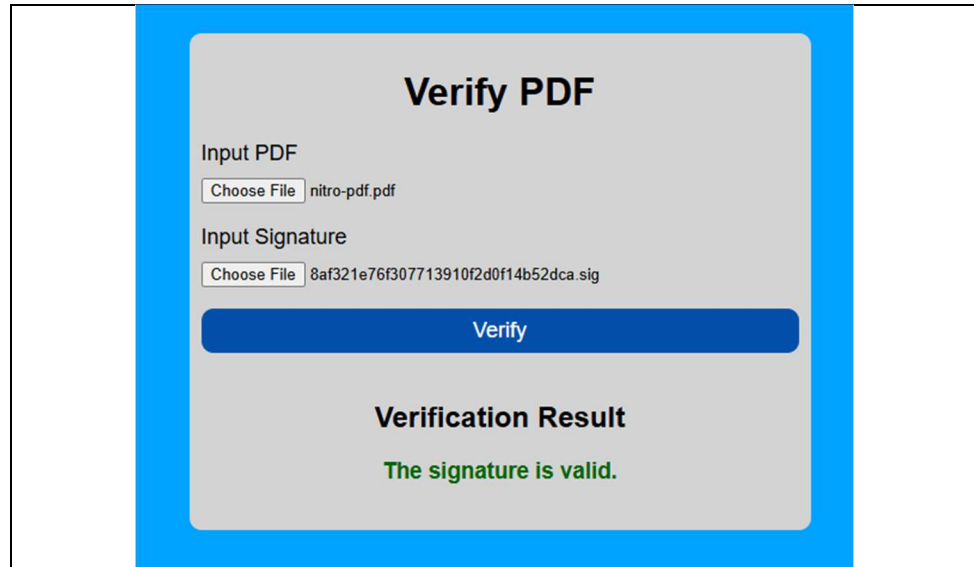 Verify PDF
Input PDF
Choose File nitro-pdf.pdf
Input Signature
Choose File 8af321e76f307713910f2d0f14b52dca.sig
Verify
Verification Result
The signature is valid.